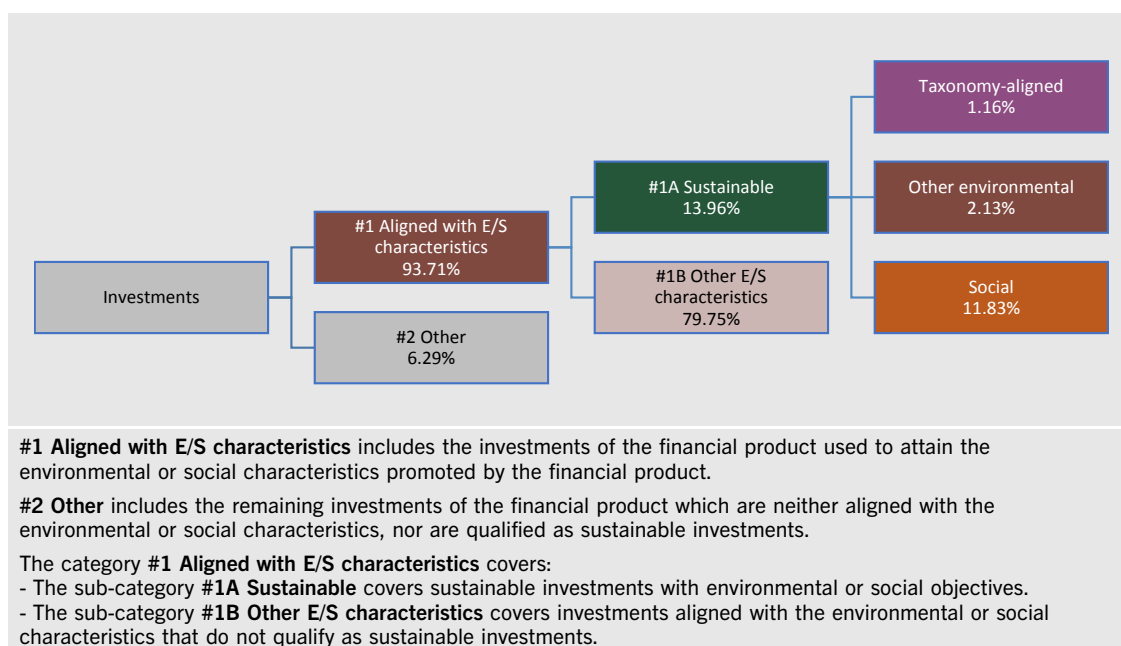 Investments
#1 Aligned with E/S
characteristics
93.71%
#2 Other
6.29%
#1A Sustainable
13.96%
#1B Other E/S
characteristics
79.75%
Taxonomy-aligned
1.16%
Other environmental
2.13%
Social
11.83%
#1 Aligned with E/S characteristics includes the investments of the financial product used to attain the
environmental or social characteristics promoted by the financial product.
#2 Other includes the remaining investments of the financial product which are neither aligned with the
environmental or social characteristics, nor are qualified as sustainable investments.
The category #1 Aligned with E/S characteristics covers:
- The sub-category #1A Sustainable covers sustainable investments with environmental or social objectives.
- The sub-category #1B Other E/S characteristics covers investments aligned with the environmental or social
characteristics that do not qualify as sustainable investments.